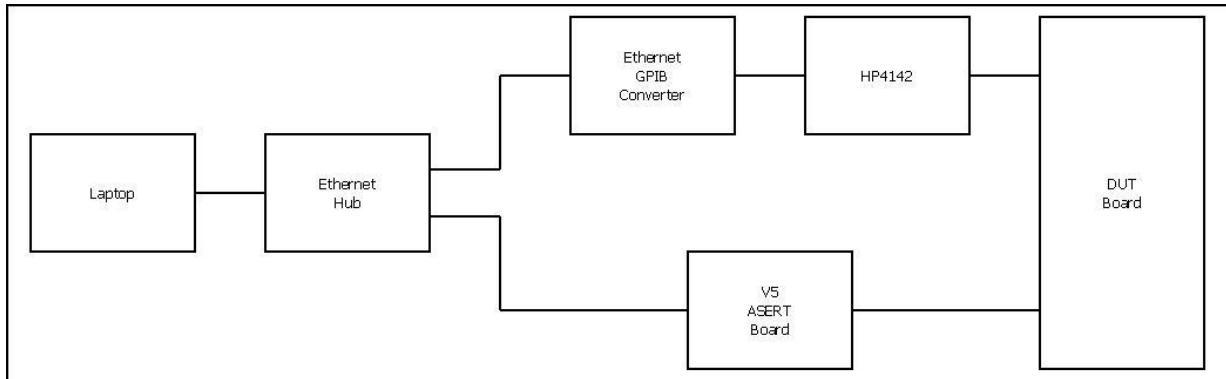 Laptop
Ethernet
Hub
Ethernet
GPIB
Converter
HP4142
V5
ASERT
Board
DUT
Board